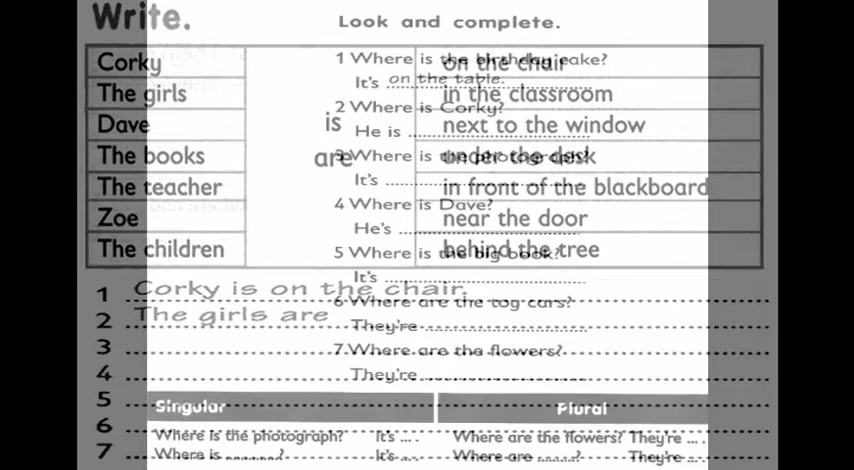 Write.
Look and complete.
Corky
The girls
Dave
The books
The teacher
Zoe
The children
is
are
on the chair
in the classroom
next to the window
under the desk
in front of the blackboard
near the door
behind the tree
1 Where is the birthday cake?
It's on the table.
2 Where is Corky?
He is ...............
3 Where is the photograph?
It's ...............
4 Where is Dave?
He's ...............
5 Where is the big book?
It's ...............
6 Where are the toy cars?
They're ...............
7 Where are the flowers?
They're ...............
1 Corky is on the chair.
2 The girls are
3
4
5
6
7
Singular Plural
Where is the photograph? It's .... Where are the flowers? They're ....
Where is .........? It's .... Where are .......? They're ....